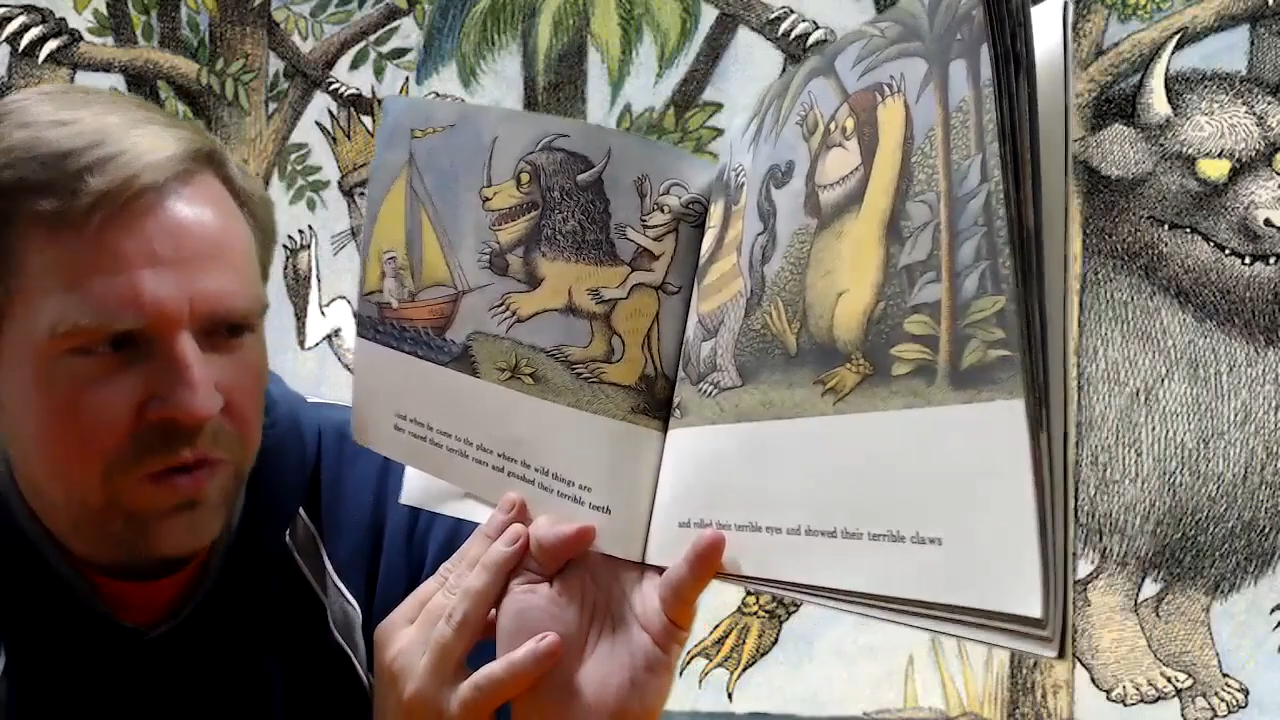 And when he came to the place where the wild things are
they roared their terrible roars and gnashed their terrible teeth
and rolled their terrible eyes and showed their terrible claws